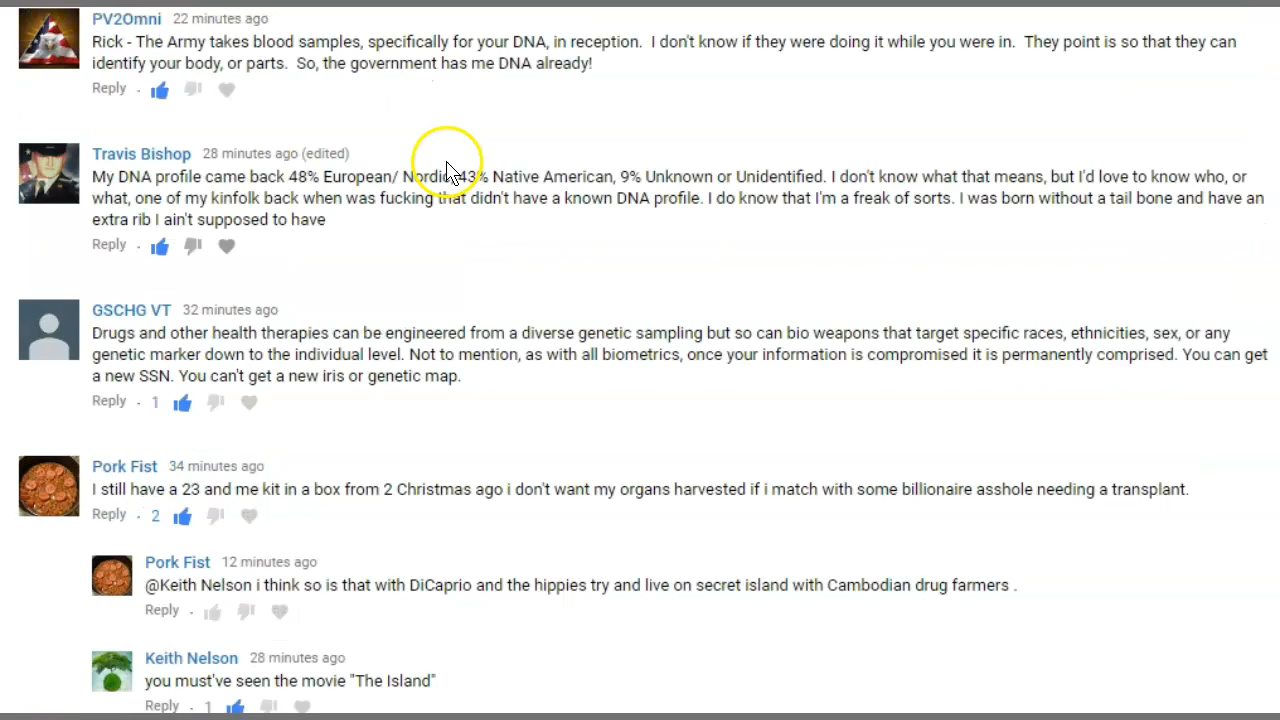 PV2Omni 22 minutes ago
Rick - The Army takes blood samples, specifically for your DNA, in reception. I don't know if they were doing it while you were in. They point is so that they can
identify your body, or parts. So, the government has me DNA already!
Reply
Travis Bishop 28 minutes ago (edited)
My DNA profile came back 48% European/ Nordic, 43% Native American, 9% Unknown or Unidentified. I don't know what that means, but I'd love to know who, or
what, one of my kinfolk back when was fucking that didn't have a known DNA profile. I do know that I'm a freak of sorts. I was born without a tail bone and have an
extra rib I ain't supposed to have
Reply
GSCHG VT 32 minutes ago
Drugs and other health therapies can be engineered from a diverse genetic sampling but so can bio weapons that target specific races, ethnicities, sex, or any
genetic marker down to the individual level. Not to mention, as with all biometrics, once your information is compromised it is permanently comprised. You can get
a new SSN. You can't get a new iris or genetic map.
Reply 1
Pork Fist 34 minutes ago
I still have a 23 and me kit in a box from 2 Christmas ago i don't want my organs harvested if i match with some billionaire asshole needing a transplant.
Reply 2
Pork Fist 12 minutes ago
@Keith Nelson i think so is that with DiCaprio and the hippies try and live on secret island with Cambodian drug farmers .
Reply
Keith Nelson 28 minutes ago
you must've seen the movie "The Island"
Reply 1